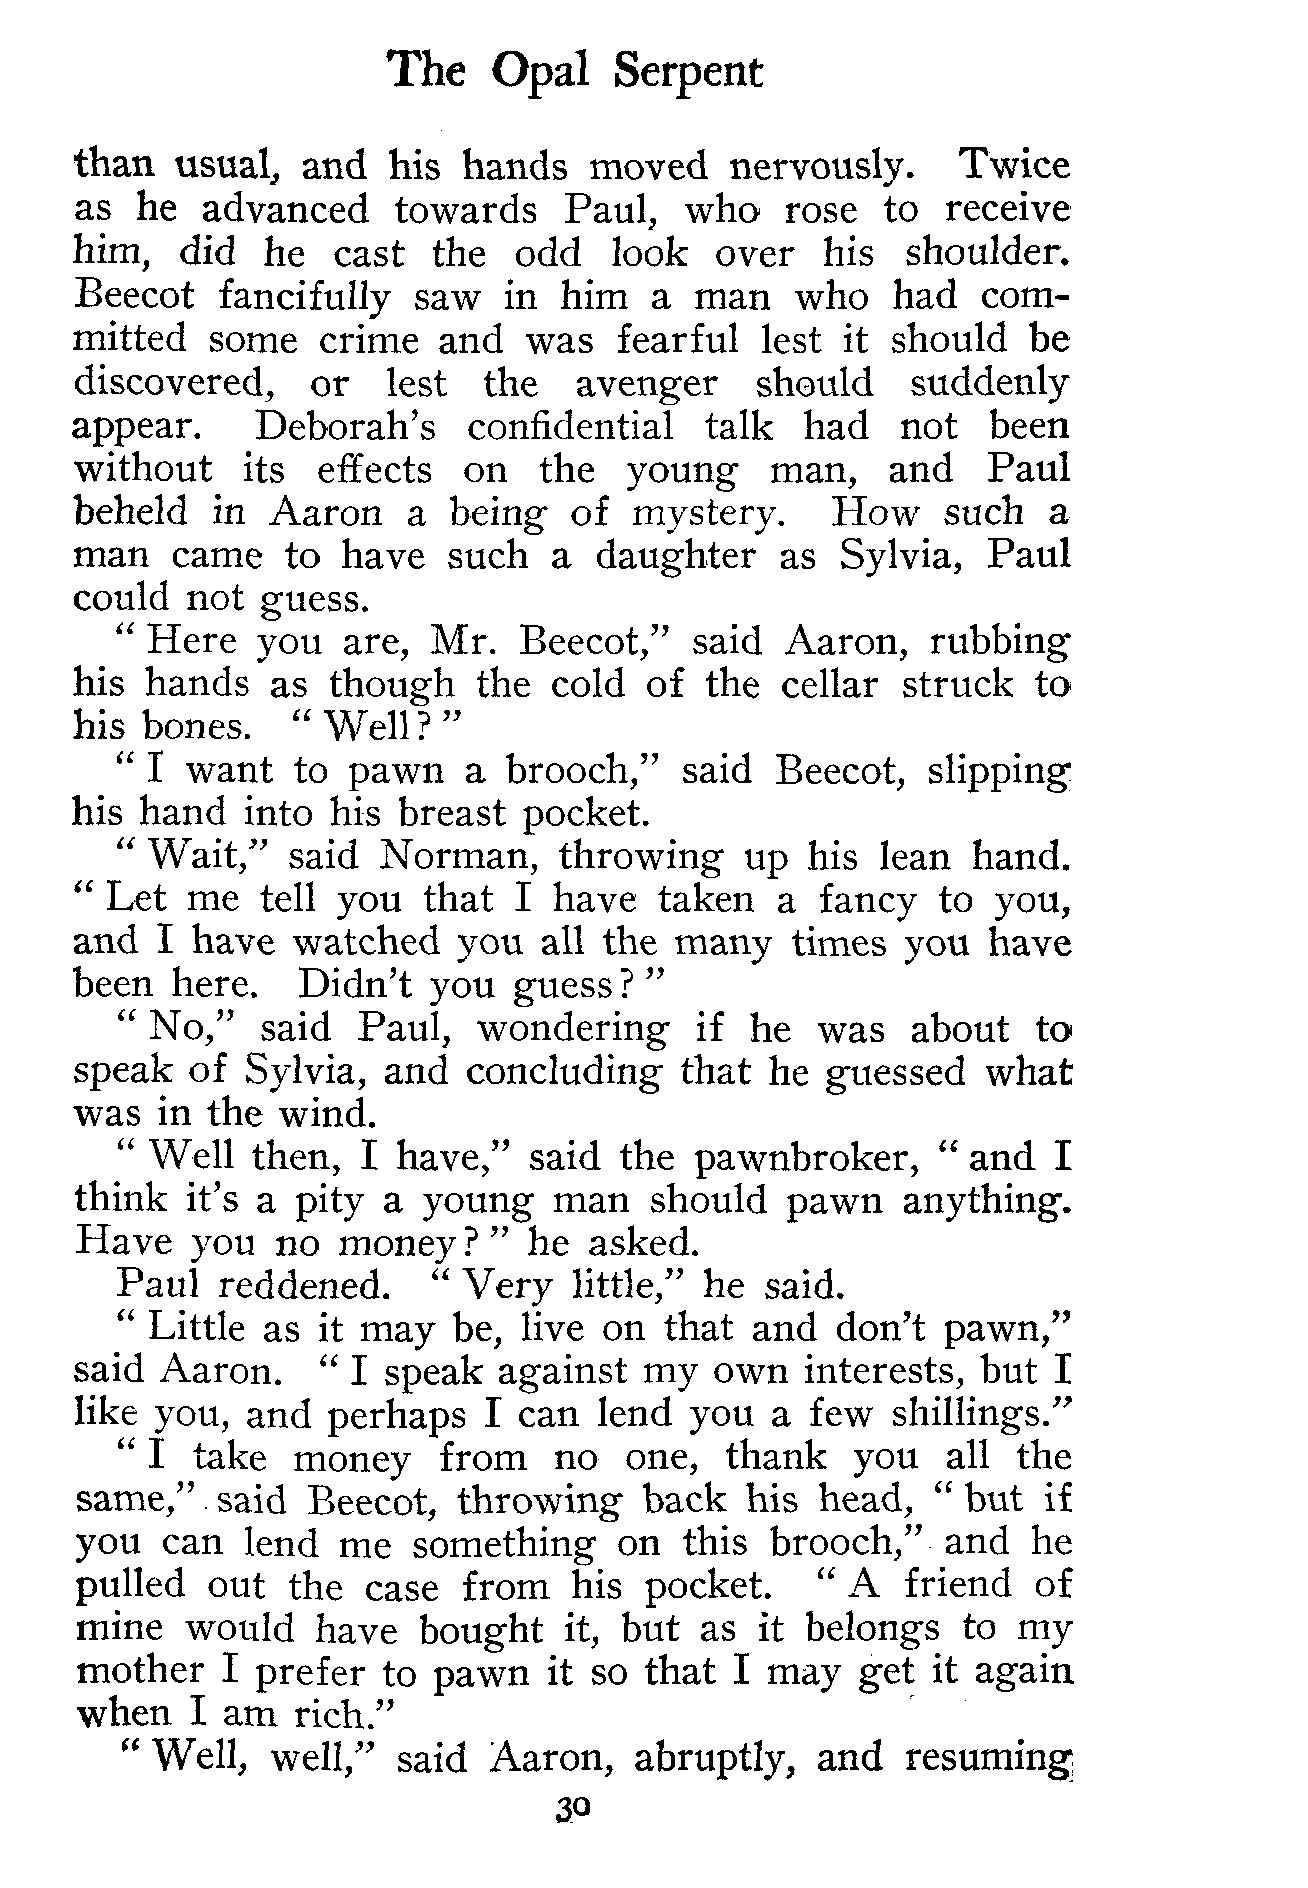 The Opal Serpent
than usual, and his hands moved nervously. Twice
as he advanced towards Paul, who rose to receive
him, did he cast the odd look over his shoulder.
Beecot fancifully saw in him a man who had com-
mitted some crime and was fearful lest it should be
discovered, or lest the avenger should suddenly
appear. Deborah's confidential talk had not been
without its effects on the young man, and Paul
beheld in Aaron a being of mystery. How such a
man came to have such a daughter as Sylvia, Paul
could not guess.
“ Here you are, Mr. Beecot,” said Aaron, rubbing
his hands as though the cold of the cellar struck to
his bones. “ Well? ”
“ I want to pawn a brooch,” said Beecot, slipping
his hand into his breast pocket.
“ Wait,” said Norman, throwing up his lean hand.
“ Let me tell you that I have taken a fancy to you,
and I have watched you all the many times you have
been here. Didn't you guess? ”
“ No,” said Paul, wondering if he was about to
speak of Sylvia, and concluding that he guessed what
was in the wind.
“ Well then, I have,” said the pawnbroker, “ and I
think it's a pity a young man should pawn anything.
Have you no money? ” he asked.
Paul reddened. “ Very little,” he said.
“ Little as it may be, live on that and don't pawn,”
said Aaron. “ I speak against my own interests, but I
like you, and perhaps I can lend you a few shillings.”
“ I take money from no one, thank you all the
same,” said Beecot, throwing back his head, “ but if
you can lend me something on this brooch,” and he
pulled out the case from his pocket. “ A friend of
mine would have bought it, but as it belongs to my
mother I prefer to pawn it so that I may get it again
when I am rich.”
“ Well, well,” said Aaron, abruptly, and resuming
30